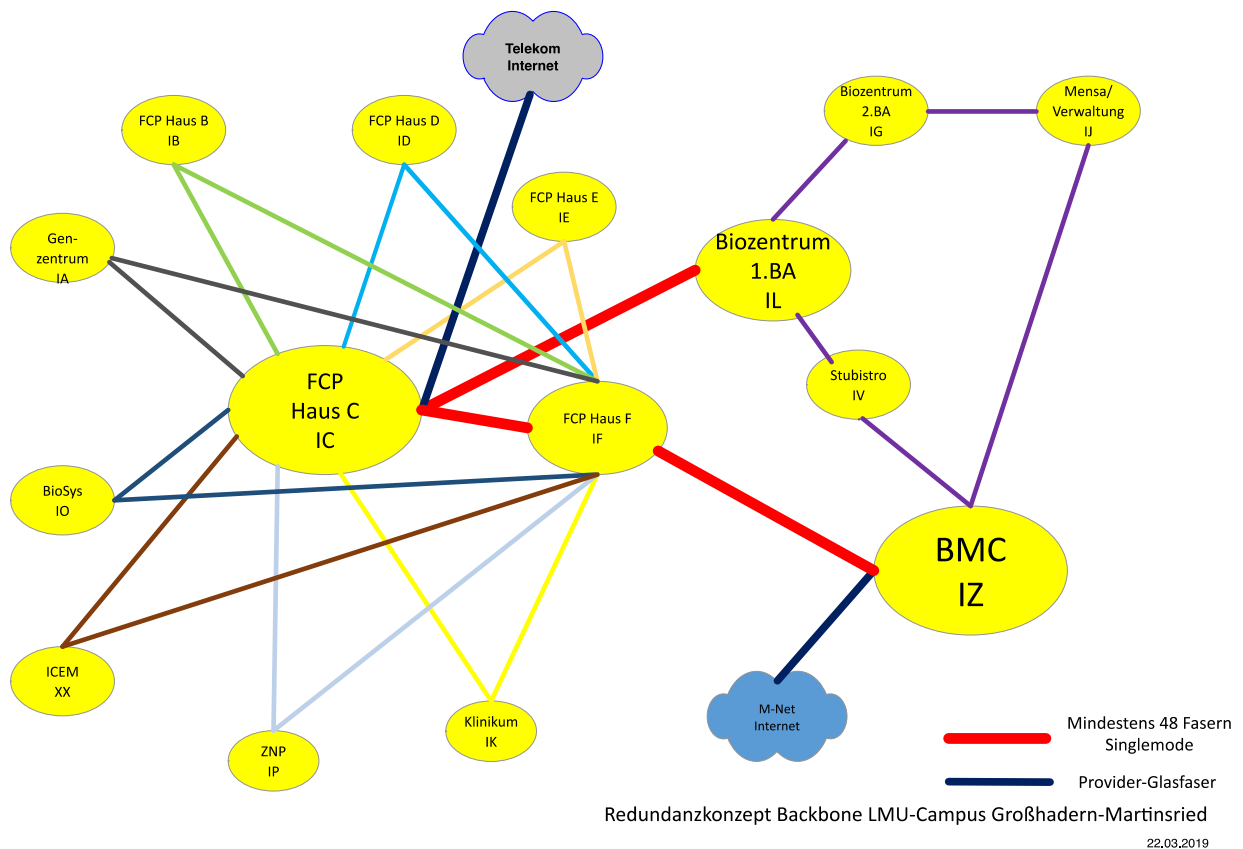 Telekom
Internet
FCP Haus B
IB
FCP Haus D
ID
Biozentrum
2.BA
IG
Mensa/
Verwaltung
IJ
FCP Haus E
IE
Gen-
zentrum
IA
Biozentrum
1.BA
IL
FCP
Haus C
IC
FCP Haus F
IF
Stubistro
IV
BioSys
IO
BMC
IZ
ICEM
XX
ZNP
IP
Klinikum
IK
M-Net
Internet
Mindestens 48 Fasern
Singlemode
Provider-Glasfaser
Redundanzkonzept Backbone LMU-Campus Großhadern-Martinsried
22.03.2019